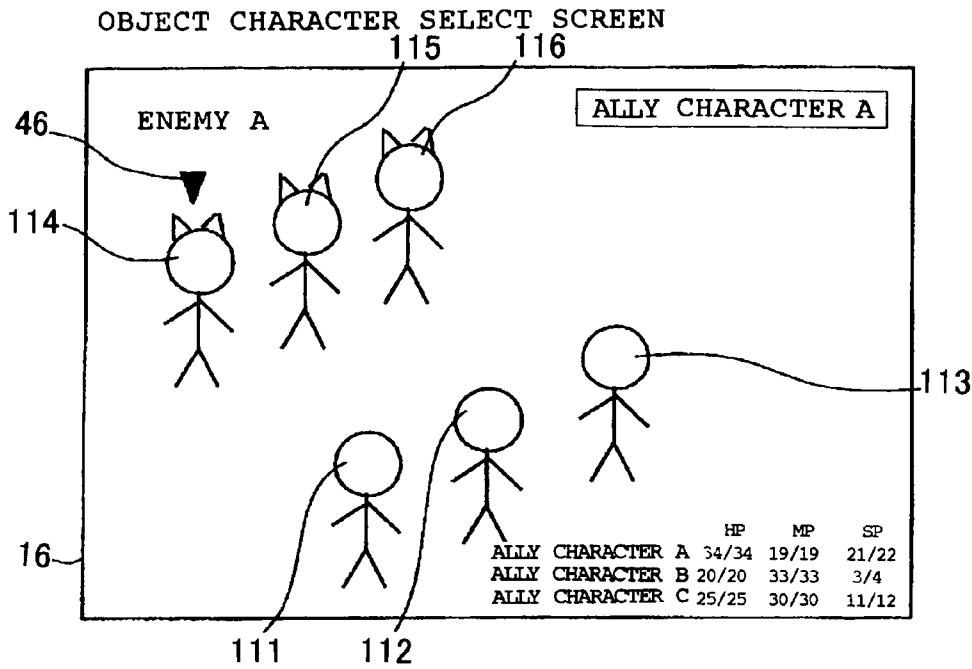 OBJECT CHARACTER SELECT SCREEN
115
116
46
ENEMY A
ALLY CHARACTER A
114
113
HP MP SP
16
ALLY CHARACTER A 34/34 19/19 21/22
ALLY CHARACTER B 20/20 33/33 3/4
ALLY CHARACTER C 25/25 30/30 11/12
111
112